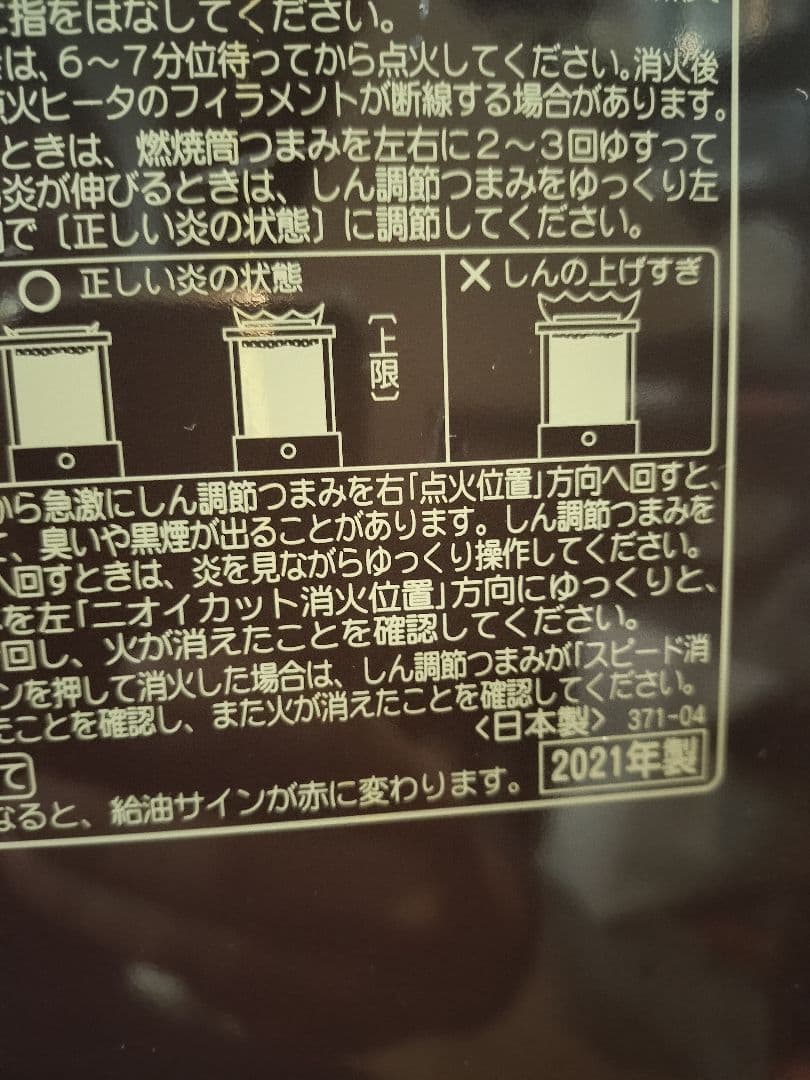 指をはなしてください。
は、6～7分位待ってから点火してください。消火後
火ヒータのフィラメントが断線する場合があります。
ときは、燃焼筒つまみを左右に2～3回ゆすって
炎が伸びるときは、しん調節つまみをゆっくり左
で〔正しい炎の状態〕に調節してください。
○ 正しい炎の状態
〔上限〕
× しんの上げすぎ
から急激にしん調節つまみを右「点火位置」方向へ回すと、
、臭いや黒煙が出ることがあります。しん調節つまみを
へ回すときは、炎を見ながらゆっくり操作してください。
を左「ニオイカット消火位置」方向にゆっくりと、
回し、火が消えたことを確認してください。
ンを押して消火した場合は、しん調節つまみが「スピード消
たことを確認し、また火が消えたことを確認してください。
<日本製> 371-04
2021年製
て
なると、給油サインが赤に変わります。